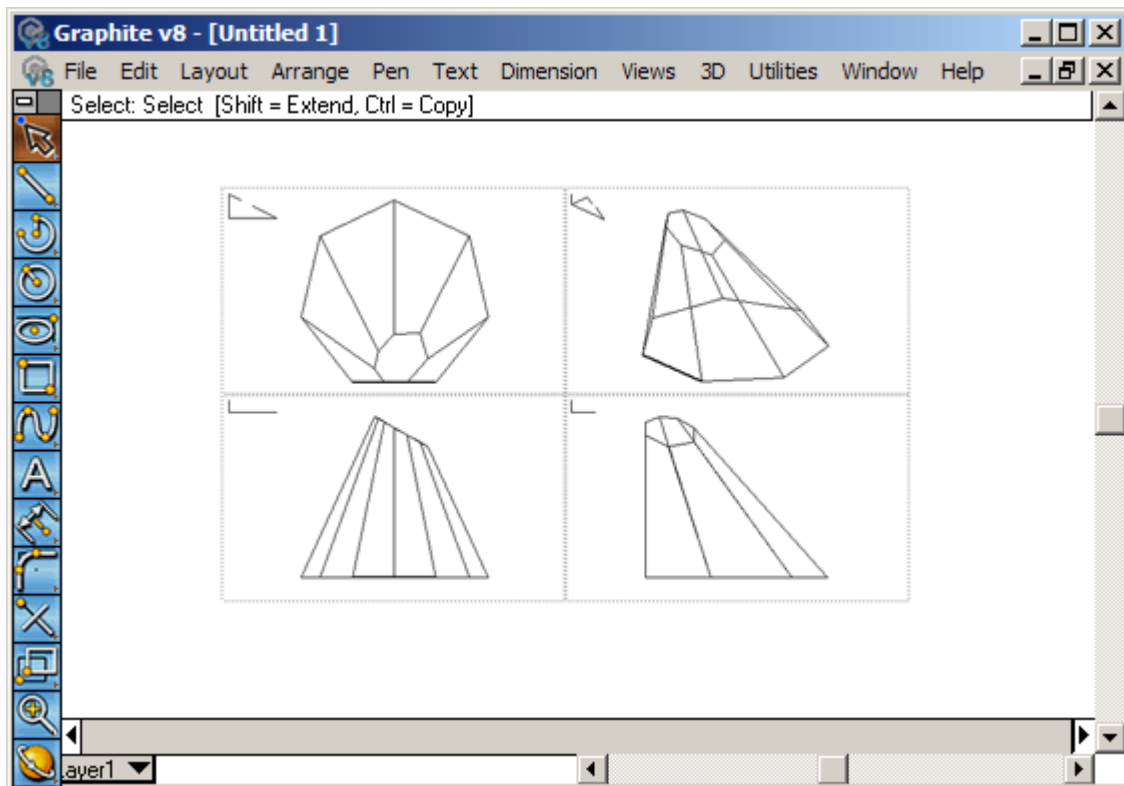 Graphite v8 - [Untitled 1]
File Edit Layout Arrange Pen Text Dimension Views 3D Utilities Window Help
Select: Select [Shift = Extend, Ctrl = Copy]
A
ayer1